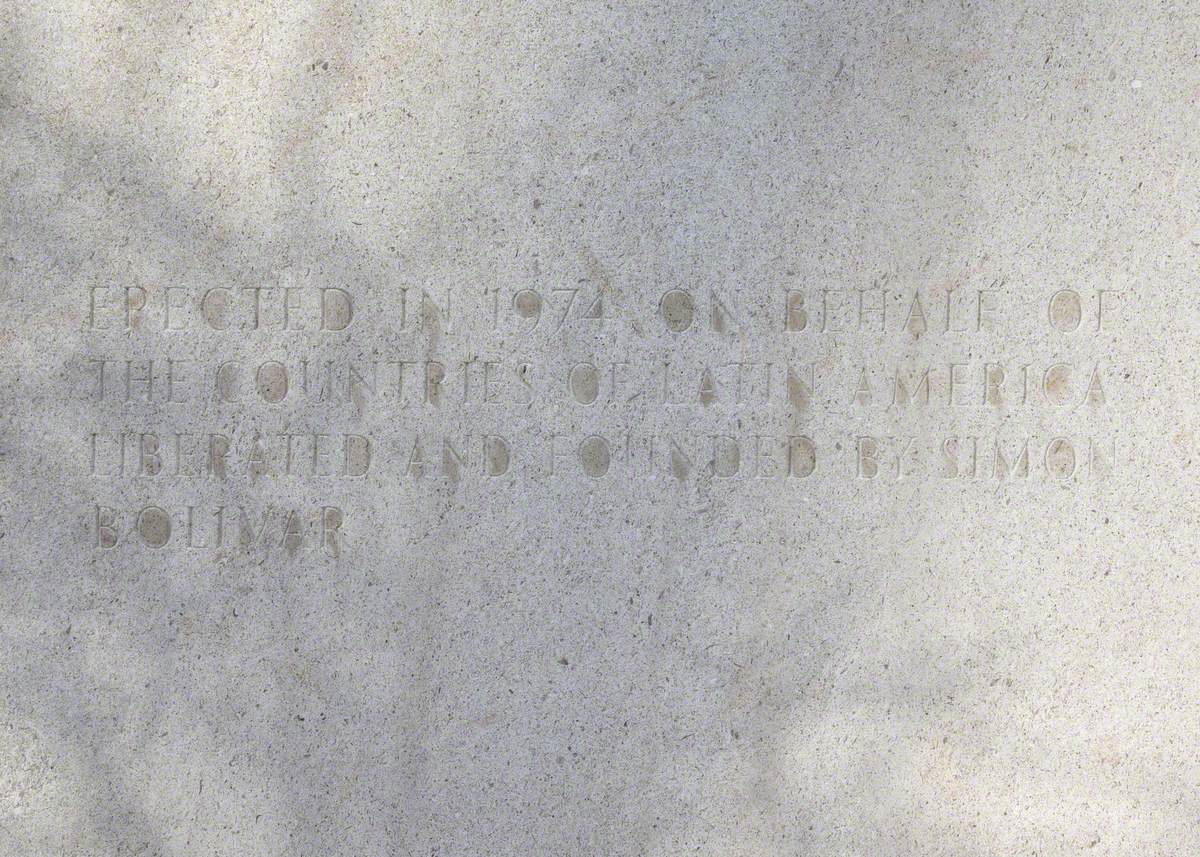 ERECTED IN 1974 ON BEHALF OF
THE COUNTRIES OF LATIN AMERICA
LIBERATED AND FOUNDED BY SIMON
BOLIVAR